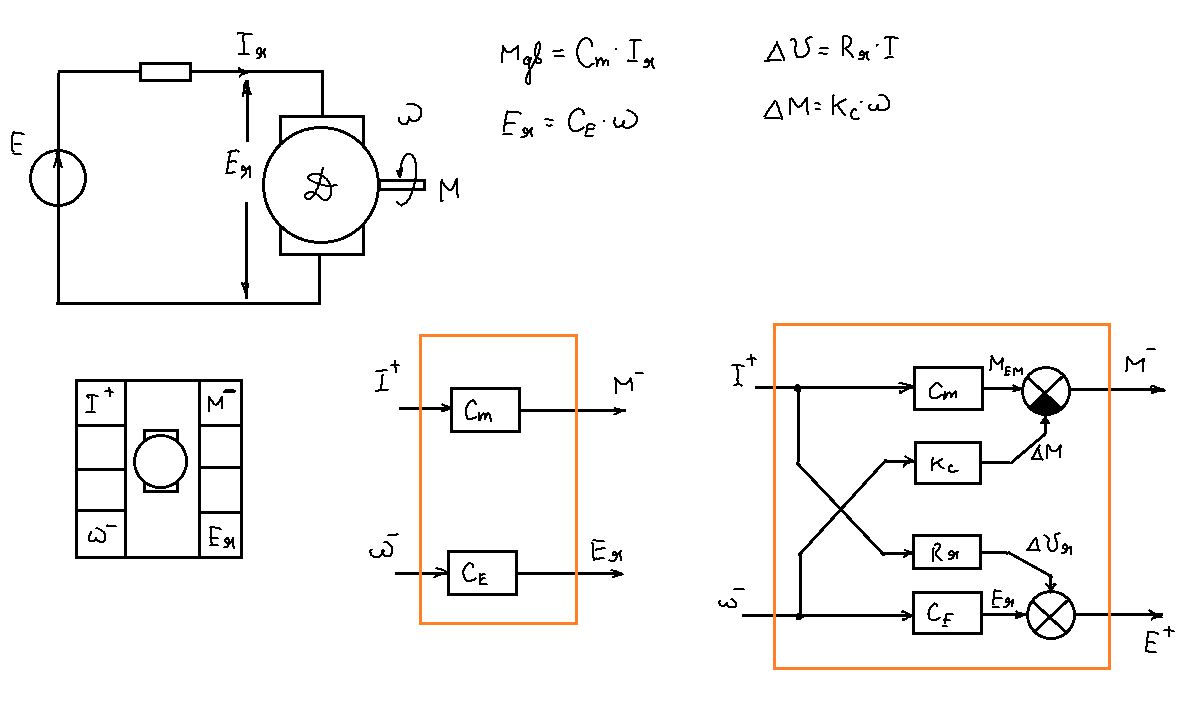 Iя
Mдв = Cm · Iя
ΔU = Rя · I
Eя = CE · ω
ΔM = Kc · ω
ω
E
Eя
Д
M
I⁺
Cm
M⁻
ω⁻
CE
Eя
I⁺
M⁻
ω⁻
Eя
I⁺
Cm
MEM
M⁻
Kc
ΔM
Rя
ΔUя
ω⁻
CE
Eя
E⁺